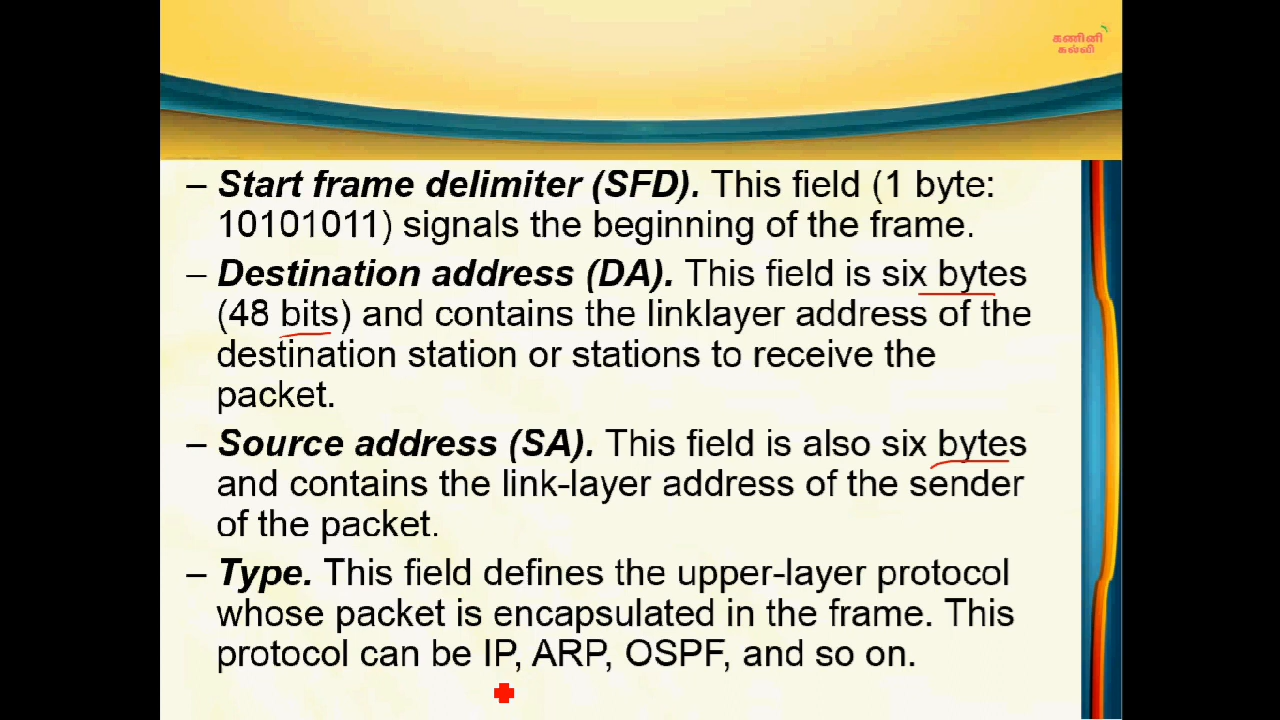 கணினி
கல்வி
– Start frame delimiter (SFD). This field (1 byte:
10101011) signals the beginning of the frame.
– Destination address (DA). This field is six bytes
(48 bits) and contains the linklayer address of the
destination station or stations to receive the
packet.
– Source address (SA). This field is also six bytes
and contains the link-layer address of the sender
of the packet.
– Type. This field defines the upper-layer protocol
whose packet is encapsulated in the frame. This
protocol can be IP, ARP, OSPF, and so on.